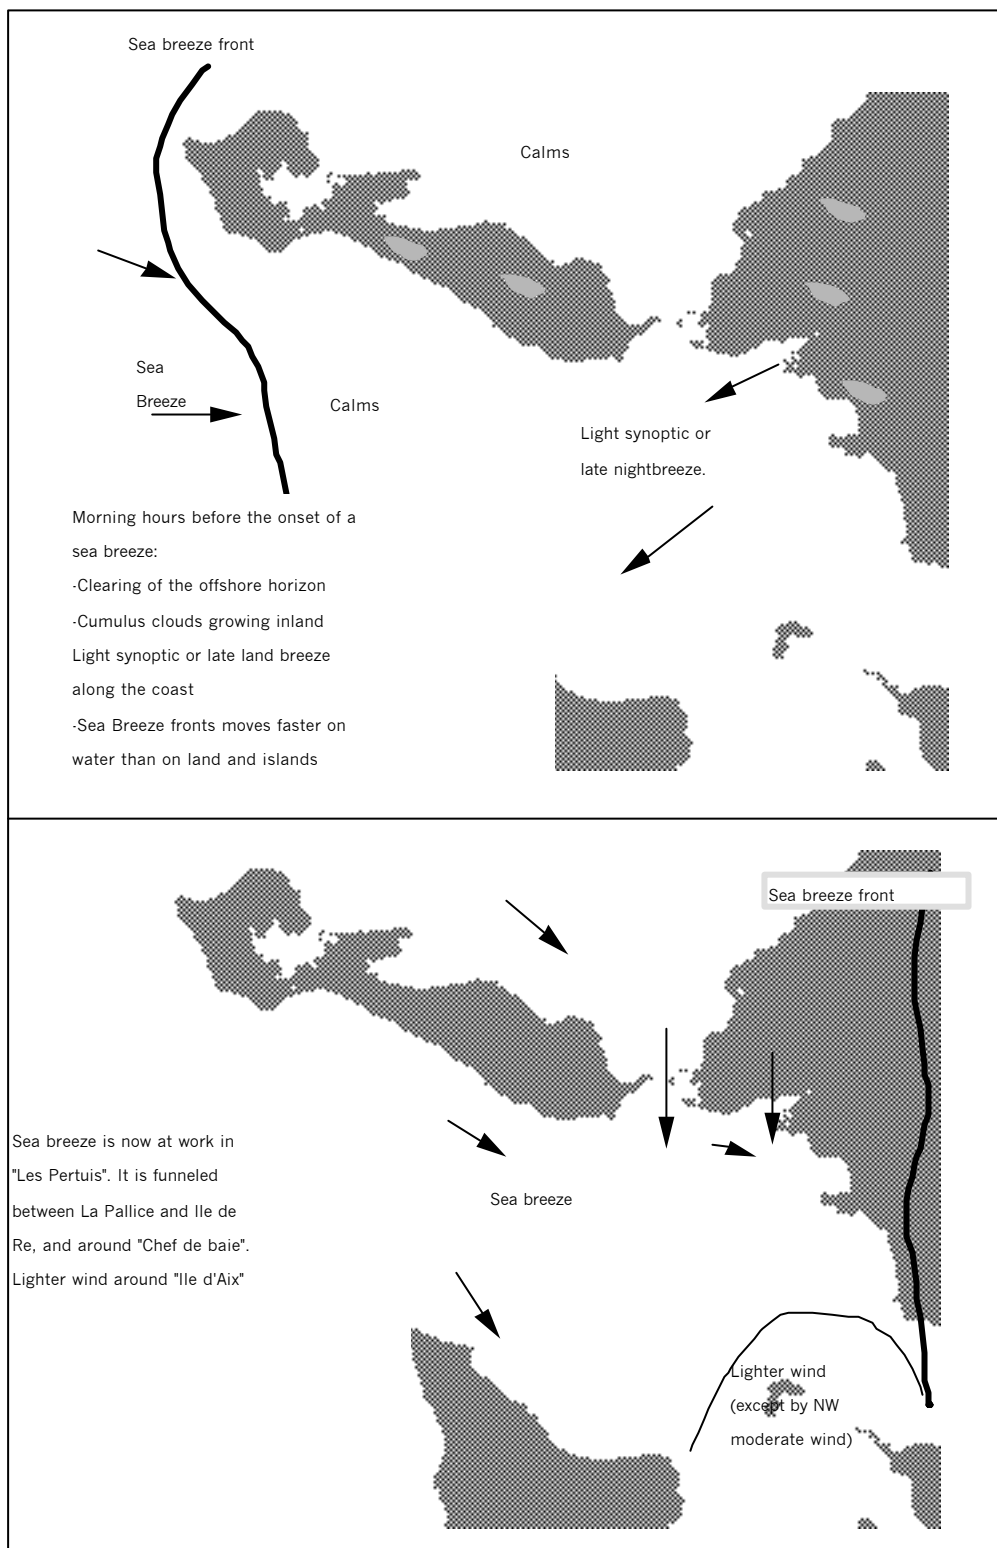 Sea breeze front
Calms
Sea
Breeze
Calms
Light synoptic or
late nightbreeze.
Morning hours before the onset of a
sea breeze:
-Clearing of the offshore horizon
-Cumulus clouds growing inland
Light synoptic or late land breeze
along the coast
-Sea Breeze fronts moves faster on
water than on land and islands
Sea breeze front
Sea breeze is now at work in
"Les Pertuis". It is funneled
between La Pallice and Ile de
Re, and around "Chef de baie".
Lighter wind around "Ile d'Aix"
Sea breeze
Lighter wind
(except by NW
moderate wind)